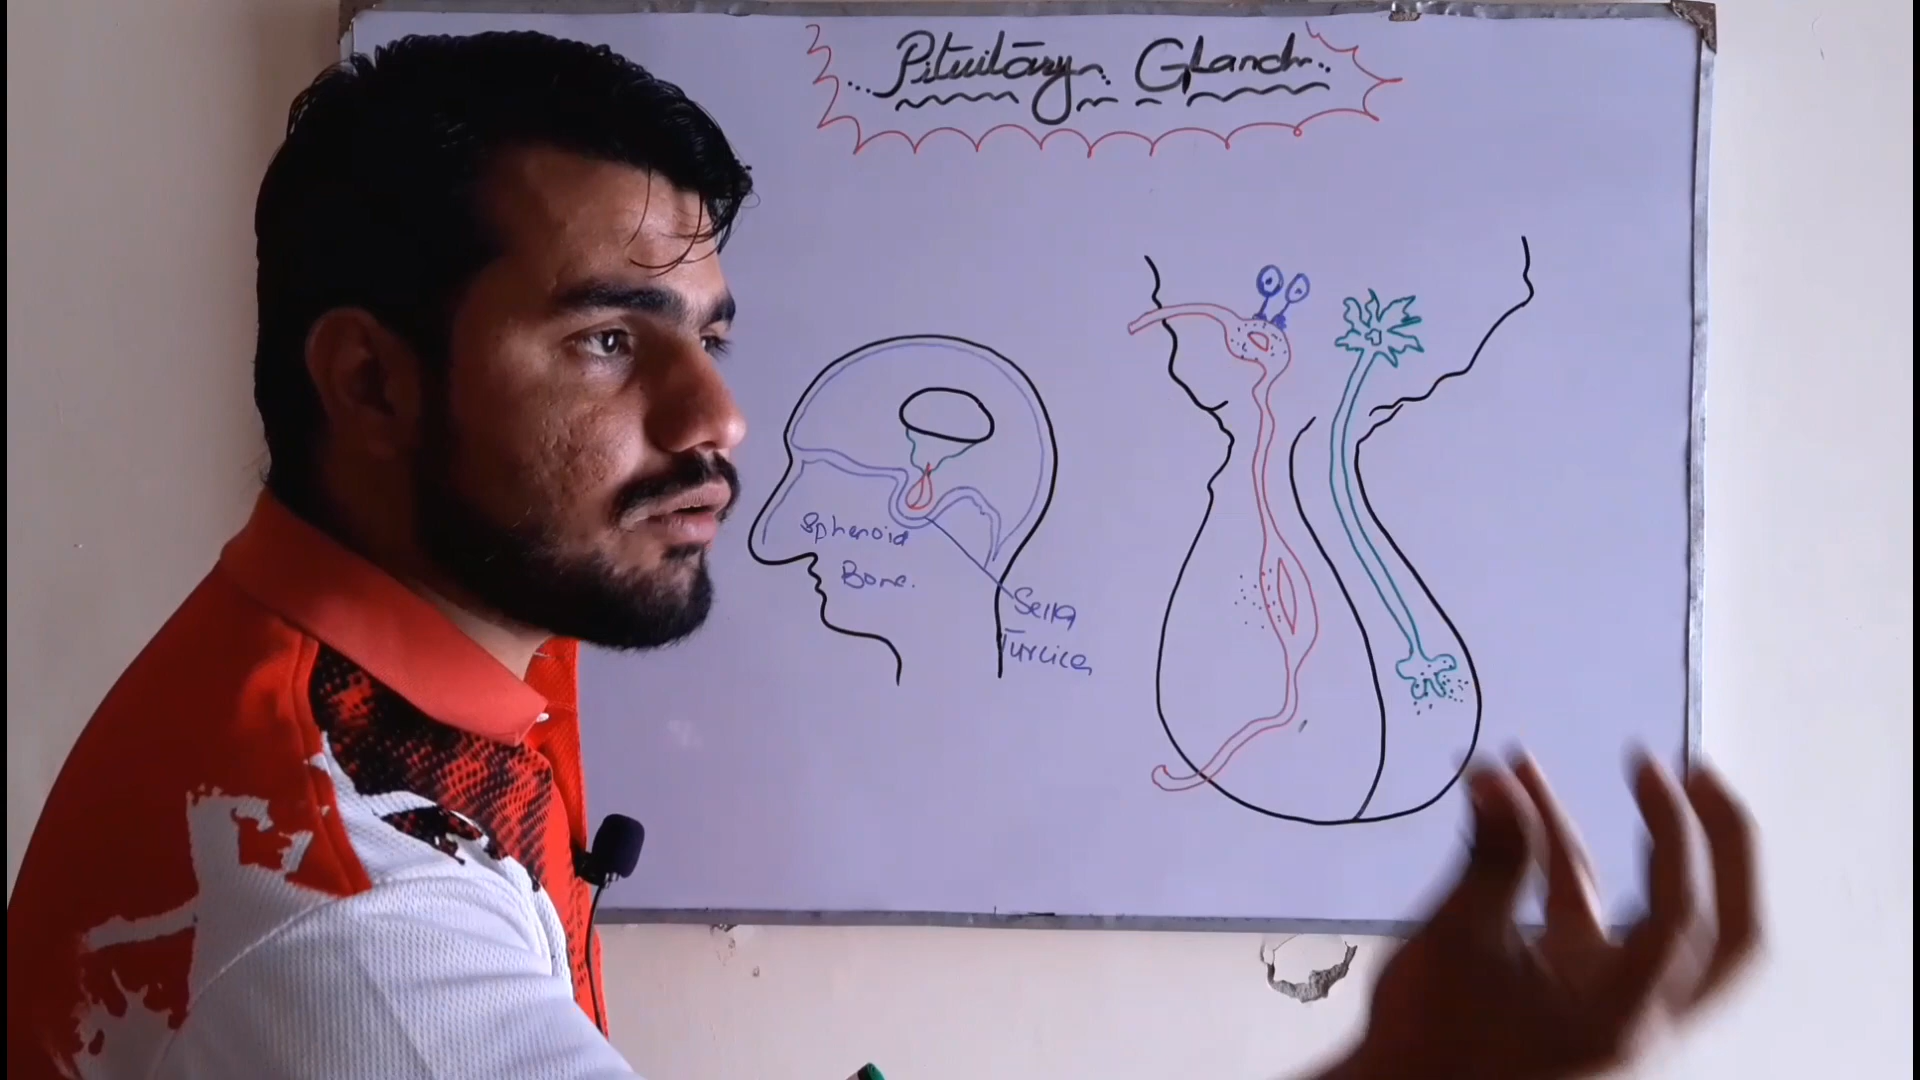 Pituitary Gland
Sphenoid
Bone.
Sella
Turcica